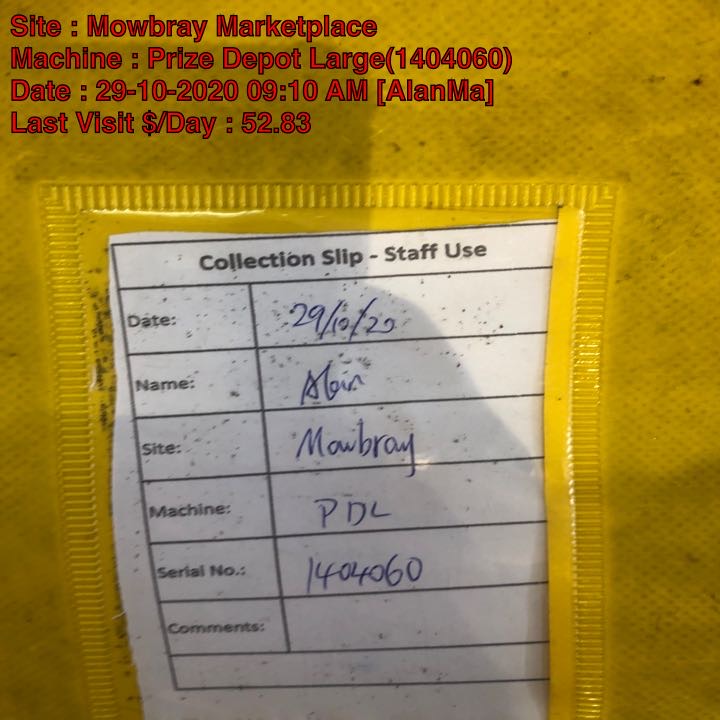 Site : Mowbray Marketplace
Machine : Prize Depot Large(1404060)
Date : 29-10-2020 09:10 AM [AlanMa]
Last Visit $/Day : 52.83
Collection Slip - Staff Use
Date: 29/10/20
Name: Alan
Site: Mowbray
Machine: PDL
Serial No.: 1404060
Comments: